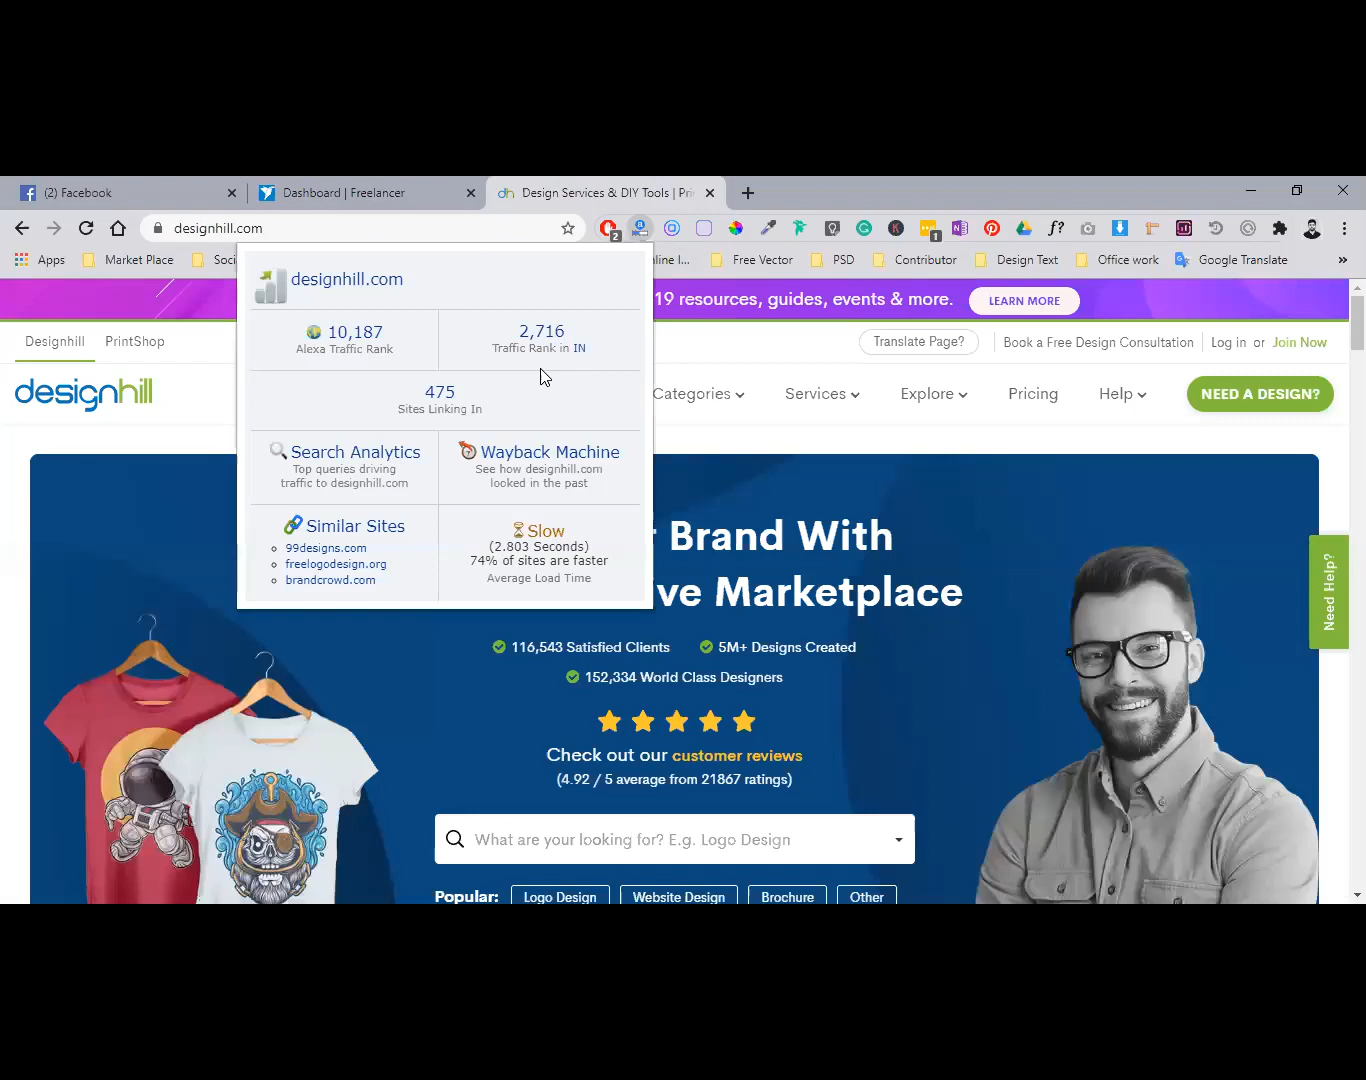 (2) Facebook
Dashboard | Freelancer
Design Services & DIY Tools | Pri
designhill.com
2
1
f?
Apps
Market Place
Soci
nline I...
Free Vector
PSD
Contributor
Design Text
Office work
Google Translate
»
designhill.com
10,187
Alexa Traffic Rank
2,716
Traffic Rank in IN
475
Sites Linking In
Search Analytics
Top queries driving
traffic to designhill.com
Wayback Machine
See how designhill.com
looked in the past
Similar Sites
99designs.com
freelogodesign.org
brandcrowd.com
Slow
(2.803 Seconds)
74% of sites are faster
Average Load Time
19 resources, guides, events & more.
LEARN MORE
Designhill
PrintShop
Translate Page?
Book a Free Design Consultation
Log in or Join Now
designhill
Categories
Services
Explore
Pricing
Help
NEED A DESIGN?
t Brand With
ve Marketplace
116,543 Satisfied Clients
5M+ Designs Created
152,334 World Class Designers
Check out our customer reviews
(4.92 / 5 average from 21867 ratings)
What are your looking for? E.g. Logo Design
Popular:
Logo Design
Website Design
Brochure
Other
Need Help?